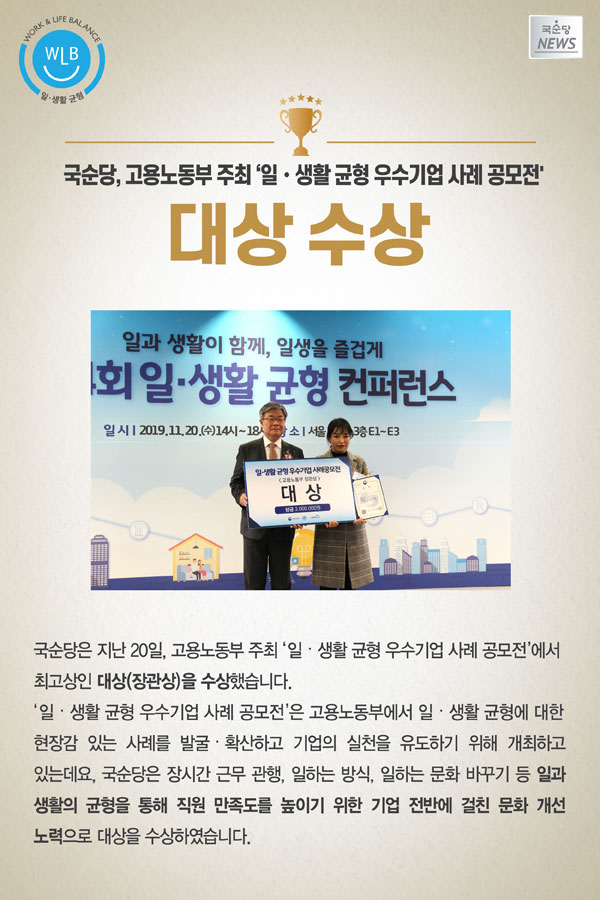 WORK & LIFE BALANCE
WLB
일·생활 균형
국순당
NEWS
국순당, 고용노동부 주최 '일·생활 균형 우수기업 사례 공모전'
대상 수상
일과 생활이 함께, 일생을 즐겁게
회 일·생활 균형 컨퍼런스
일 시 | 2019.11.20.(수)14시~18시 소 | 서울 3층E1~E3
일·생활 균형 우수기업 사례공모전
< 고용노동부 장관상 >
대 상
상금 3,000,000원
국순당은 지난 20일, 고용노동부 주최 '일 · 생활 균형 우수기업 사례 공모전'에서
최고상인 대상(장관상)을 수상했습니다.
'일 · 생활 균형 우수기업 사례 공모전'은 고용노동부에서 일 · 생활 균형에 대한
현장감 있는 사례를 발굴 · 확산하고 기업의 실천을 유도하기 위해 개최하고
있는데요, 국순당은 장시간 근무 관행, 일하는 방식, 일하는 문화 바꾸기 등 일과
생활의 균형을 통해 직원 만족도를 높이기 위한 기업 전반에 걸친 문화 개선
노력으로 대상을 수상하였습니다.